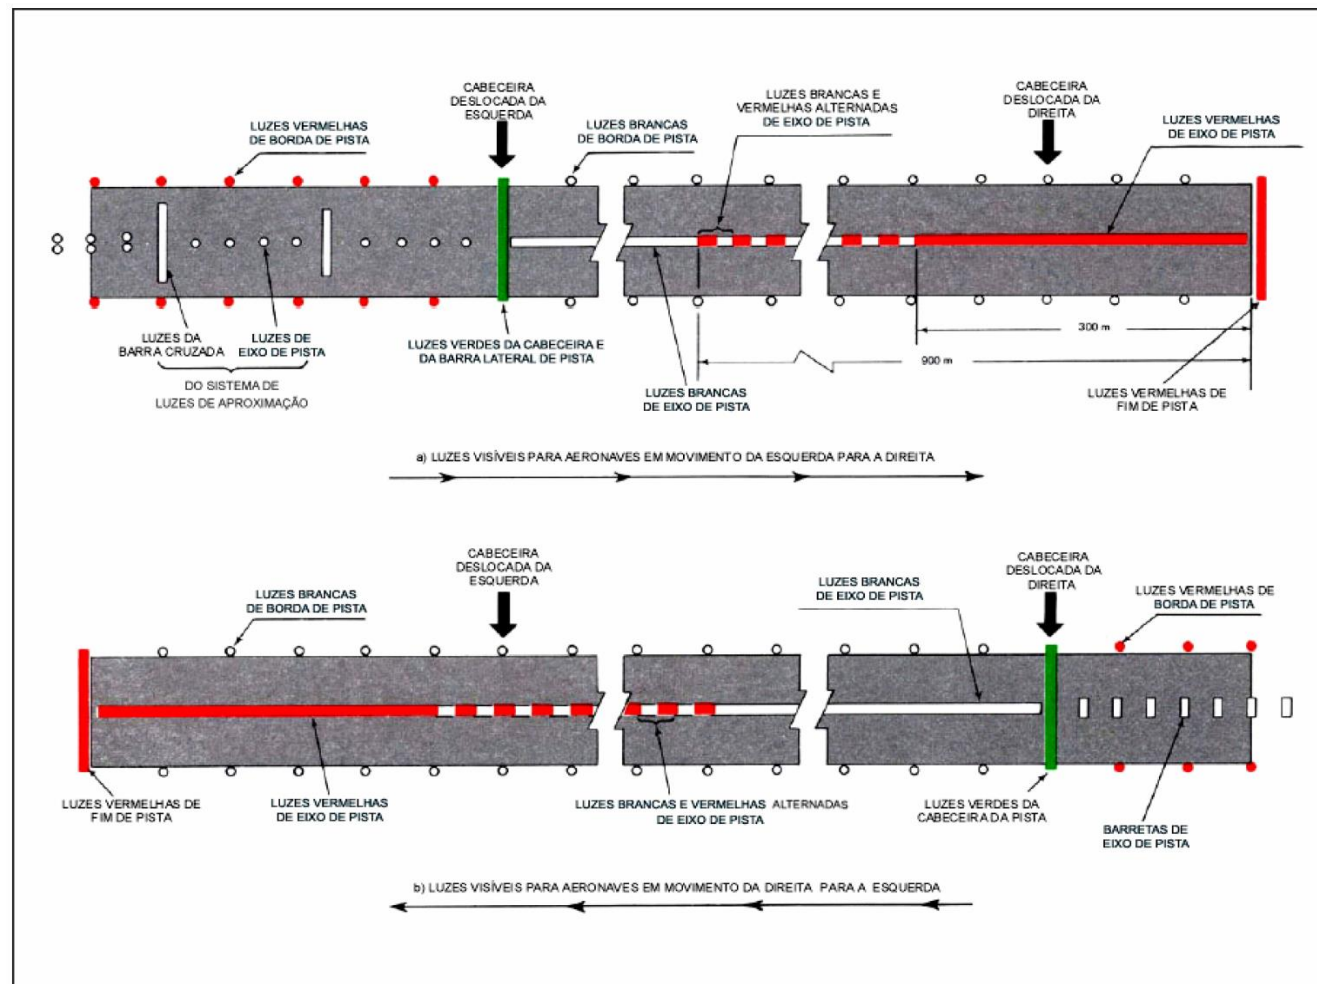 CABECEIRA
DESLOCADA DA
ESQUERDA
LUZES BRANCAS E
VERMELHAS ALTERNADAS
DE EIXO DE PISTA
CABECEIRA
DESLOCADA DA
DIREITA
LUZES VERMELHAS
DE BORDA DE PISTA
LUZES BRANCAS
DE BORDA DE PISTA
LUZES VERMELHAS
DE EIXO DE PISTA
LUZES DA
BARRA CRUZADA
LUZES DE
EIXO DE PISTA
DO SISTEMA DE
LUZES DE APROXIMAÇÃO
LUZES VERDES DA CABECEIRA E
DA BARRA LATERAL DE PISTA
LUZES BRANCAS
DE EIXO DE PISTA
300 m
900 m
LUZES VERMELHAS DE
FIM DE PISTA
a) LUZES VISÍVEIS PARA AERONAVES EM MOVIMENTO DA ESQUERDA PARA A DIREITA
CABECEIRA
DESLOCADA DA
ESQUERDA
CABECEIRA
DESLOCADA DA
DIREITA
LUZES BRANCAS
DE BORDA DE PISTA
LUZES BRANCAS
DE EIXO DE PISTA
LUZES VERMELHAS DE
BORDA DE PISTA
LUZES VERMELHAS DE
FIM DE PISTA
LUZES VERMELHAS
DE EIXO DE PISTA
LUZES BRANCAS E VERMELHAS ALTERNADAS
DE EIXO DE PISTA
LUZES VERDES DA
CABECEIRA DA PISTA
BARRETAS DE
EIXO DE PISTA
b) LUZES VISÍVEIS PARA AERONAVES EM MOVIMENTO DA DIREITA PARA A ESQUERDA